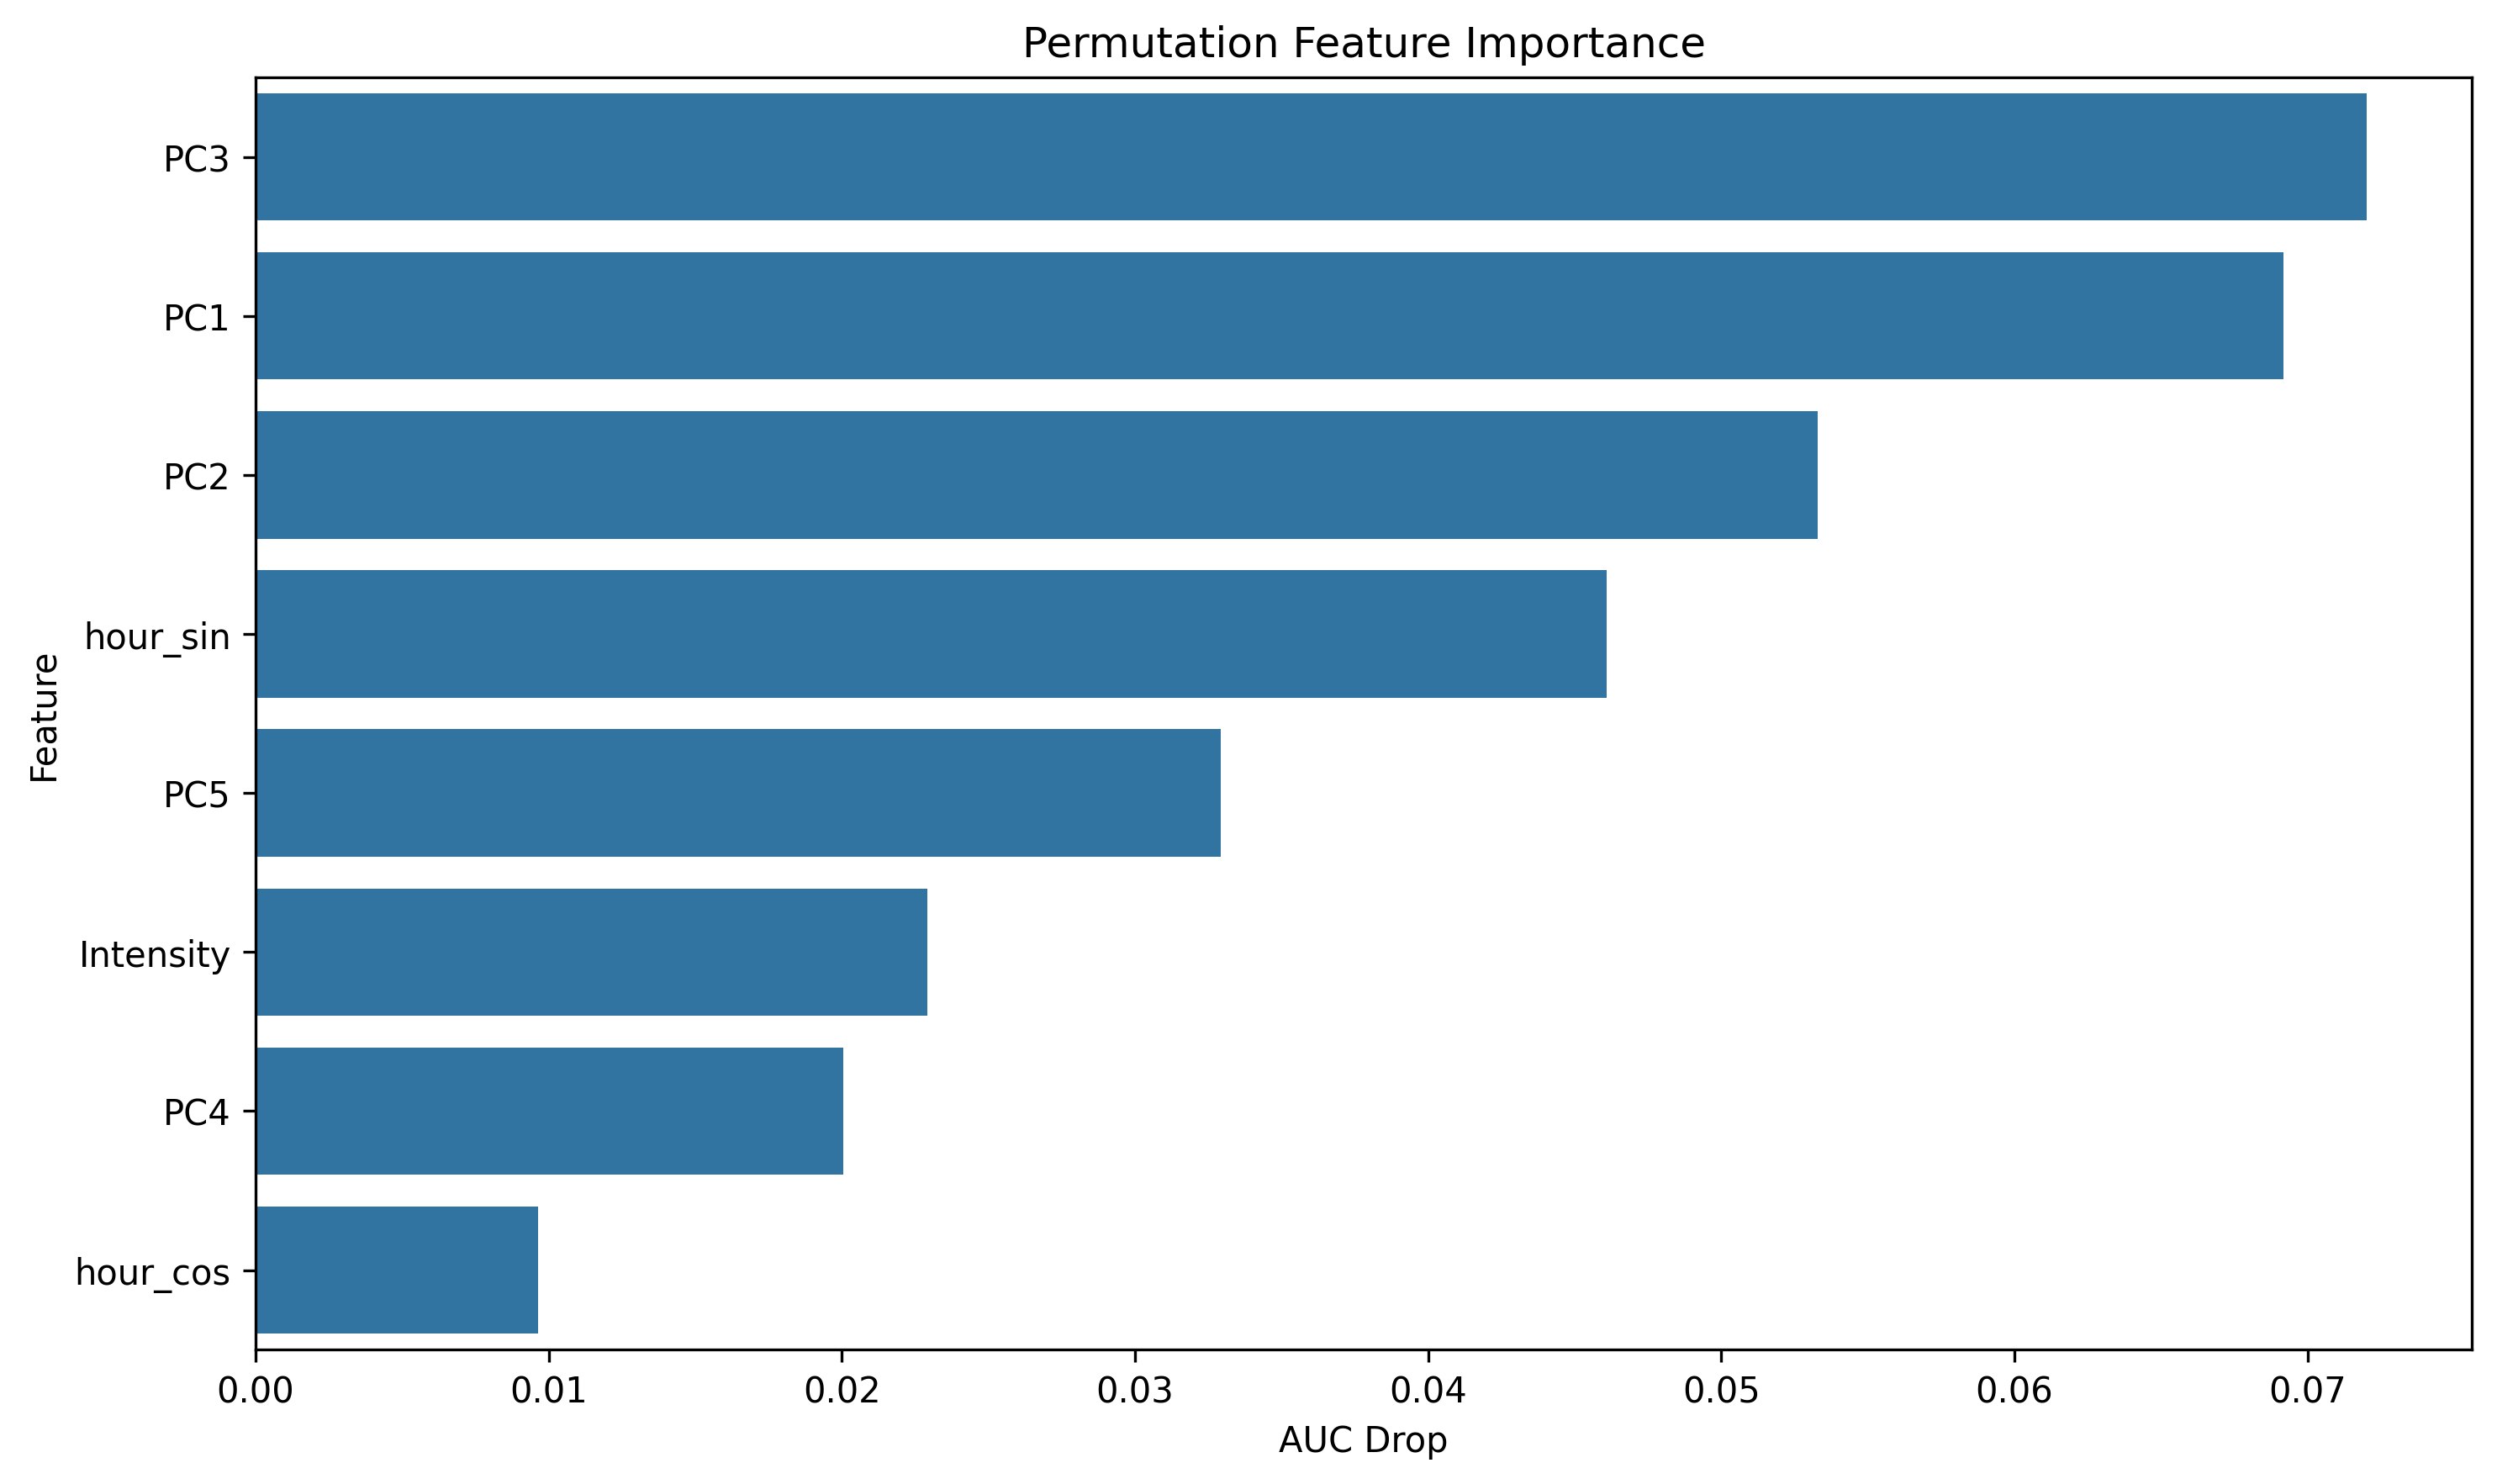 Permutation Feature Importance
PC3
PC1
PC2
hour_sin
PC5
Intensity
PC4
hour_cos
Feature
0.00 0.01 0.02 0.03 0.04 0.05 0.06 0.07
AUC Drop